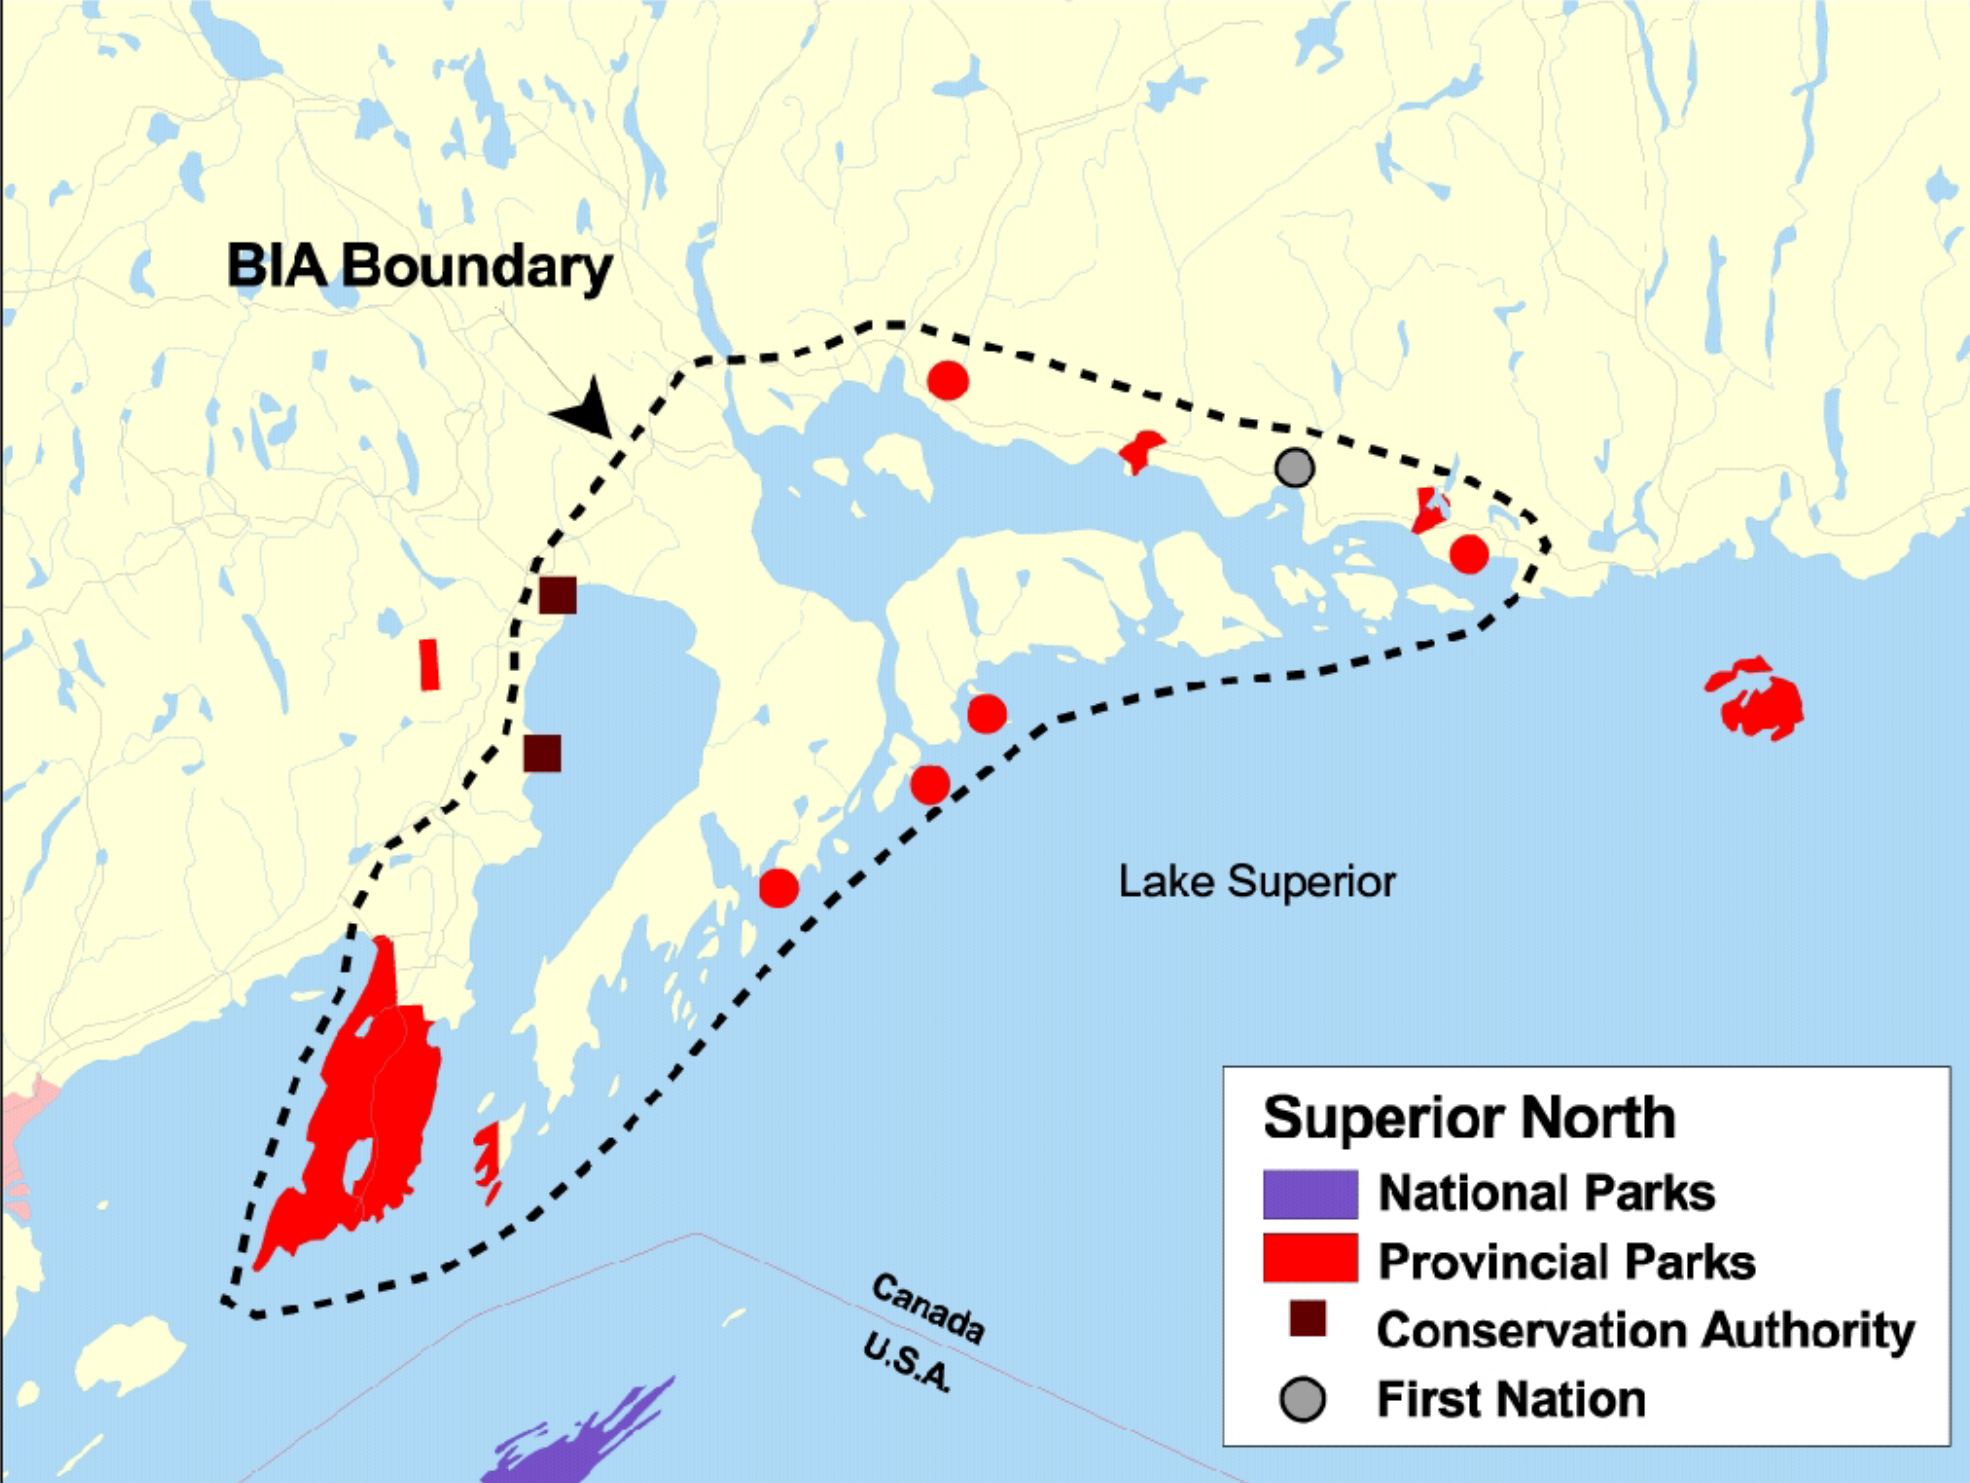 BIA Boundary
Lake Superior
Canada
U.S.A.
Superior North
National Parks
Provincial Parks
Conservation Authority
First Nation